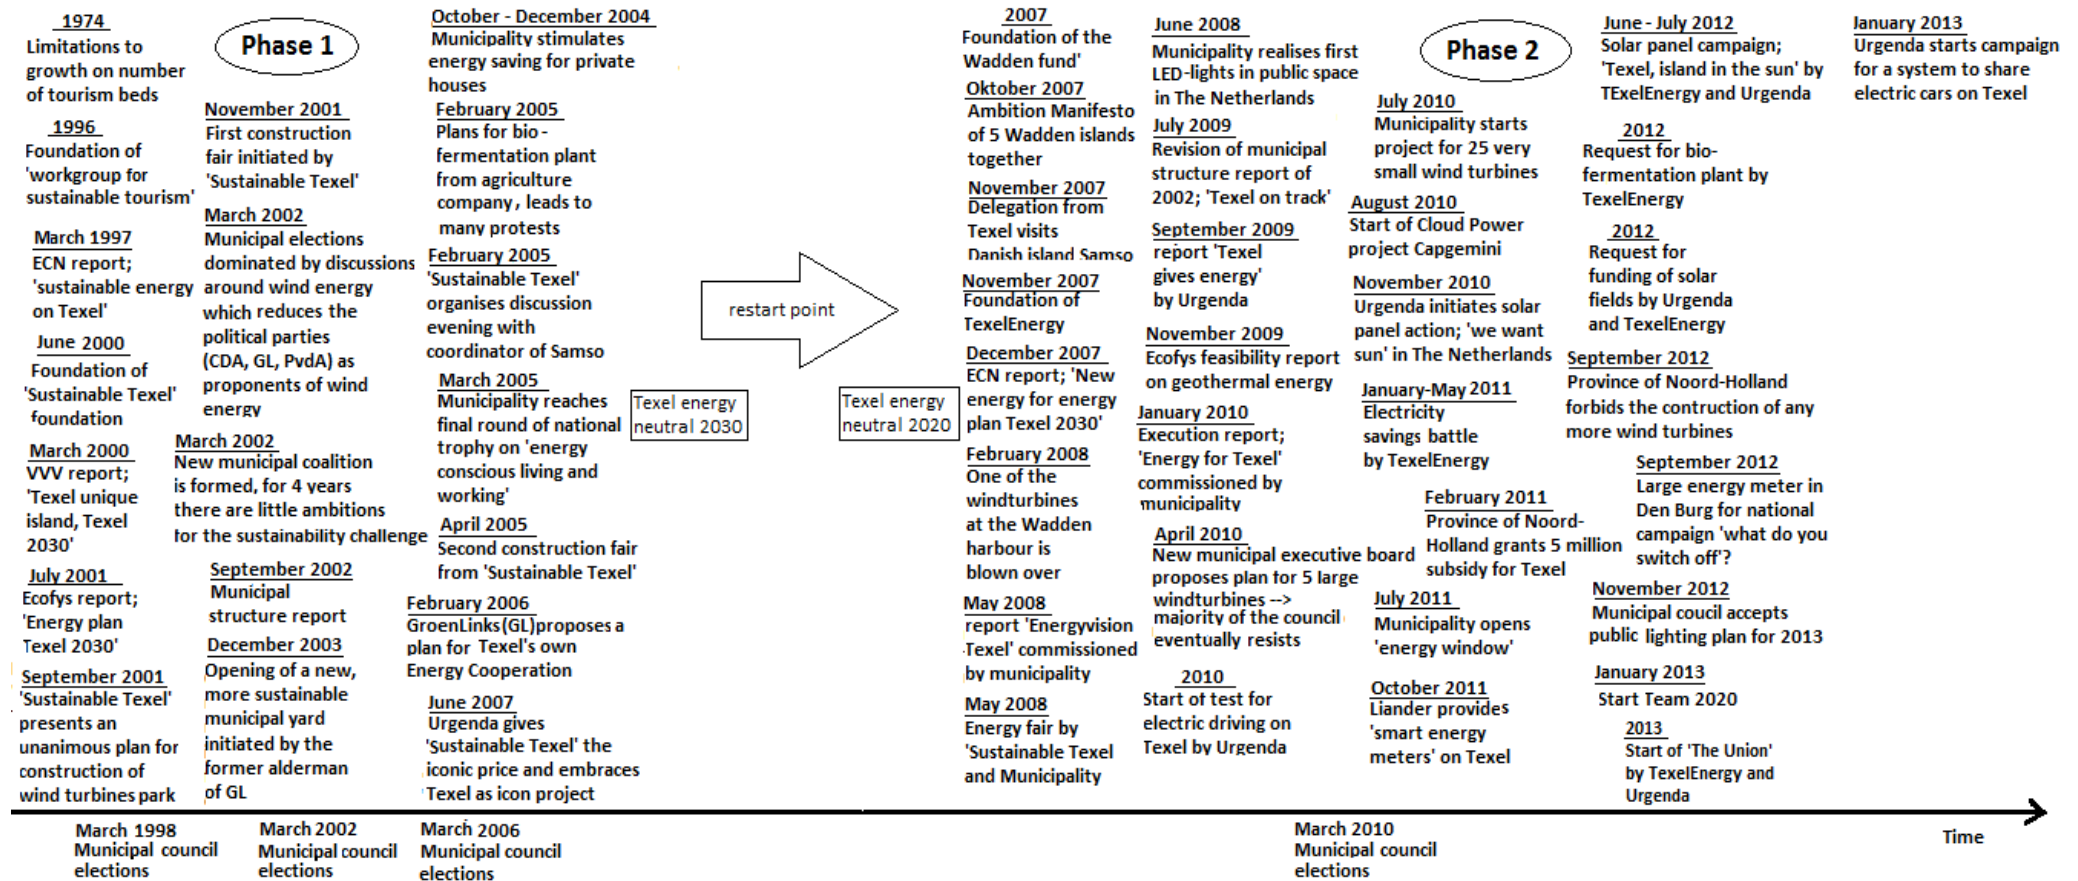 1974
Limitations to
growth on number
of tourism beds
1996
Foundation of
'workgroup for
sustainable tourism'
March 1997
ECN report;
'sustainable energy
on Texel'
June 2000
Foundation of
'Sustainable Texel'
foundation
March 2000
VVV report;
'Texel unique
island, Texel
2030'
July 2001
Ecofys report;
'Energy plan
Texel 2030'
September 2001
'Sustainable Texel'
presents an
unanimous plan for
construction of
wind turbines park
Phase 1
November 2001
First construction
fair initiated by
'Sustainable Texel'
March 2002
Municipal elections
dominated by discussions
around wind energy
which reduces the
political parties
(CDA, GL, PvdA) as
proponents of wind
energy
March 2002
New municipal coalition
is formed, for 4 years
there are little ambitions
for the sustainability challenge
September 2002
Municipal
structure report
December 2003
Opening of a new,
more sustainable
municipal yard
initiated by the
former alderman
of GL
October - December 2004
Municipality stimulates
energy saving for private
houses
February 2005
Plans for bio -
fermentation plant
from agriculture
company, leads to
many protests
February 2005
'Sustainable Texel'
organises discussion
evening with
coordinator of Samso
March 2005
Municipality reaches
final round of national
trophy on 'energy
conscious living and
working'
April 2005
Second construction fair
from 'Sustainable Texel'
February 2006
GroenLinks(GL)proposes a
plan for Texel's own
Energy Cooperation
June 2007
Urgenda gives
'Sustainable Texel' the
iconic price and embraces
'Texel as icon project
Texel energy
neutral 2030
restart point
Texel energy
neutral 2020
2007
Foundation of the
Wadden fund'
Oktober 2007
Ambition Manifesto
of 5 Wadden islands
together
November 2007
Delegation from
Texel visits
Danish island Samso
November 2007
Foundation of
TexelEnergy
December 2007
ECN report; 'New
energy for energy
plan Texel 2030'
February 2008
One of the
windturbines
at the Wadden
harbour is
blown over
May 2008
report 'Energyvision
Texel' commissioned
by municipality
May 2008
Energy fair by
'Sustainable Texel
and Municipality
June 2008
Municipality realises first
LED-lights in public space
in The Netherlands
July 2009
Revision of municipal
structure report of
2002; 'Texel on track'
September 2009
report 'Texel
gives energy'
by Urgenda
November 2009
Ecofys feasibility report
on geothermal energy
January 2010
Execution report;
'Energy for Texel'
commissioned by
municipality
April 2010
New municipal executive board
proposes plan for 5 large
windturbines -->
majority of the council
eventually resists
2010
Start of test for
electric driving on
Texel by Urgenda
Phase 2
July 2010
Municipality starts
project for 25 very
small wind turbines
August 2010
Start of Cloud Power
project Capgemini
November 2010
Urgenda initiates solar
panel action; 'we want
sun' in The Netherlands
January-May 2011
Electricity
savings battle
by TexelEnergy
February 2011
Province of Noord-
Holland grants 5 million
subsidy for Texel
July 2011
Municipality opens
'energy window'
October 2011
Liander provides
'smart energy
meters' on Texel
June - July 2012
Solar panel campaign;
'Texel, island in the sun' by
TExelEnergy and Urgenda
2012
Request for bio-
fermentation plant by
TexelEnergy
2012
Request for
funding of solar
fields by Urgenda
and TexelEnergy
September 2012
Province of Noord-Holland
forbids the contruction of any
more wind turbines
September 2012
Large energy meter in
Den Burg for national
campaign 'what do you
switch off'?
November 2012
Municipal coucil accepts
public lighting plan for 2013
January 2013
Start Team 2020
2013
Start of 'The Union'
by TexelEnergy and
Urgenda
January 2013
Urgenda starts campaign
for a system to share
electric cars on Texel
March 1998
Municipal council
elections
March 2002
Municipal council
elections
March 2006
Municipal council
elections
March 2010
Municipal council
elections
Time